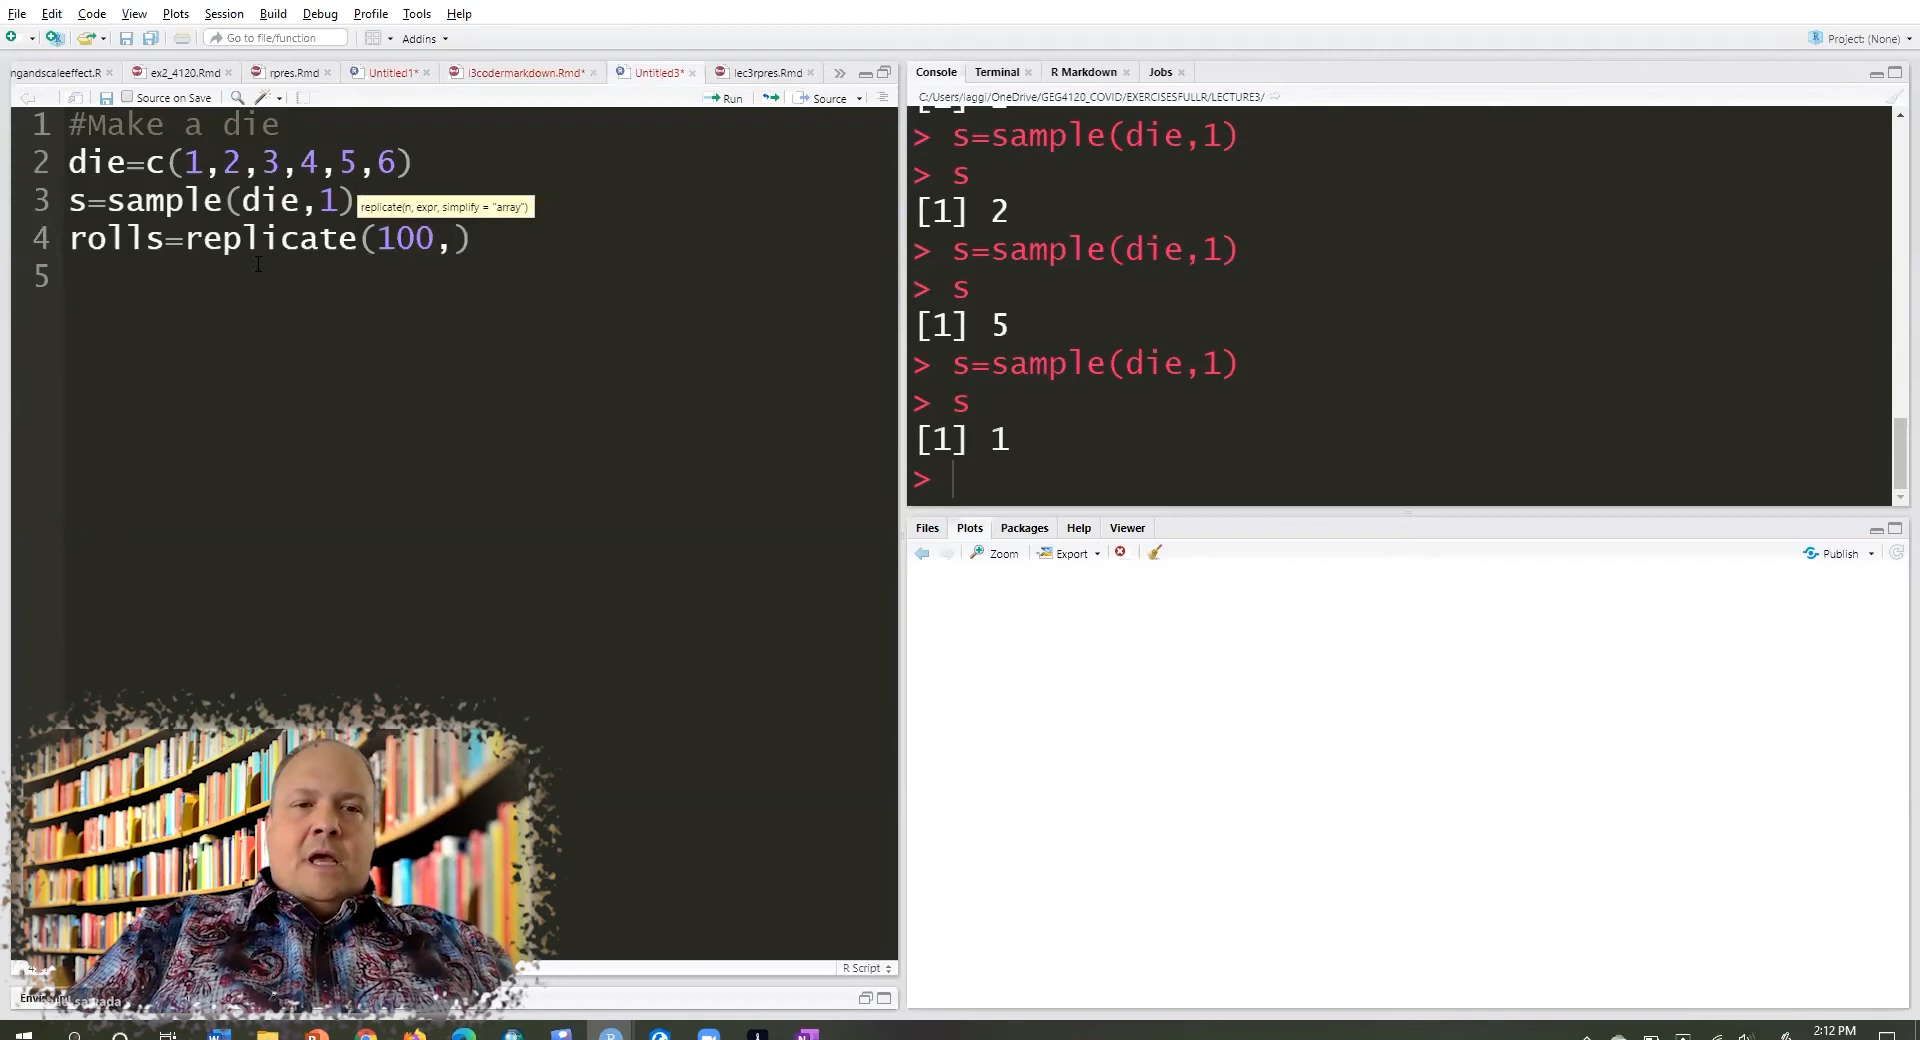 File Edit Code View Plots Session Build Debug Profile Tools Help
Go to file/function Addins Project: (None)
ngandscaleeffect.R ex2_4120.Rmd rpres.Rmd Untitled1* l3codermarkdown.Rmd* Untitled3* lec3rpres.Rmd
Source on Save Run Source
1 #Make a die
2 die=c(1,2,3,4,5,6)
3 s=sample(die,1)
replicate(n, expr, simplify = "array")
4 rolls=replicate(100,)
5
R Script
Console Terminal R Markdown Jobs
C:/Users/laggi/OneDrive/GEG4120_COVID/EXERCISESFULLR/LECTURE3/
> s=sample(die,1)
> s
[1] 2
> s=sample(die,1)
> s
[1] 5
> s=sample(die,1)
> s
[1] 1
>
Files Plots Packages Help Viewer
Zoom Export Publish
2:12 PM